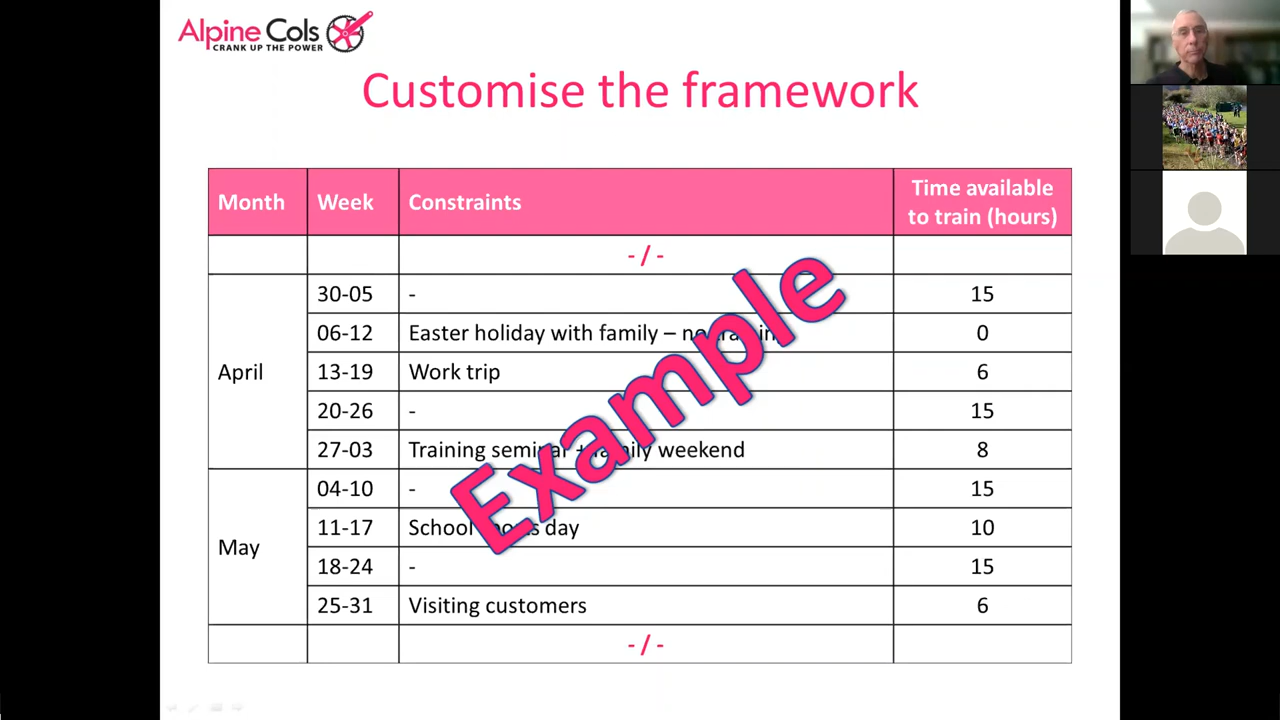 Alpine Cols
CRANK UP THE POWER
Customise the framework
Month Week Constraints Time available
to train (hours)
- / -
April
30-05 - 15
06-12 Easter holiday with family – no 0
13-19 Work trip 6
20-26 - 15
27-03 Training seminar + family weekend 8
May
04-10 - 15
11-17 School day 10
18-24 - 15
25-31 Visiting customers 6
- / -
Example